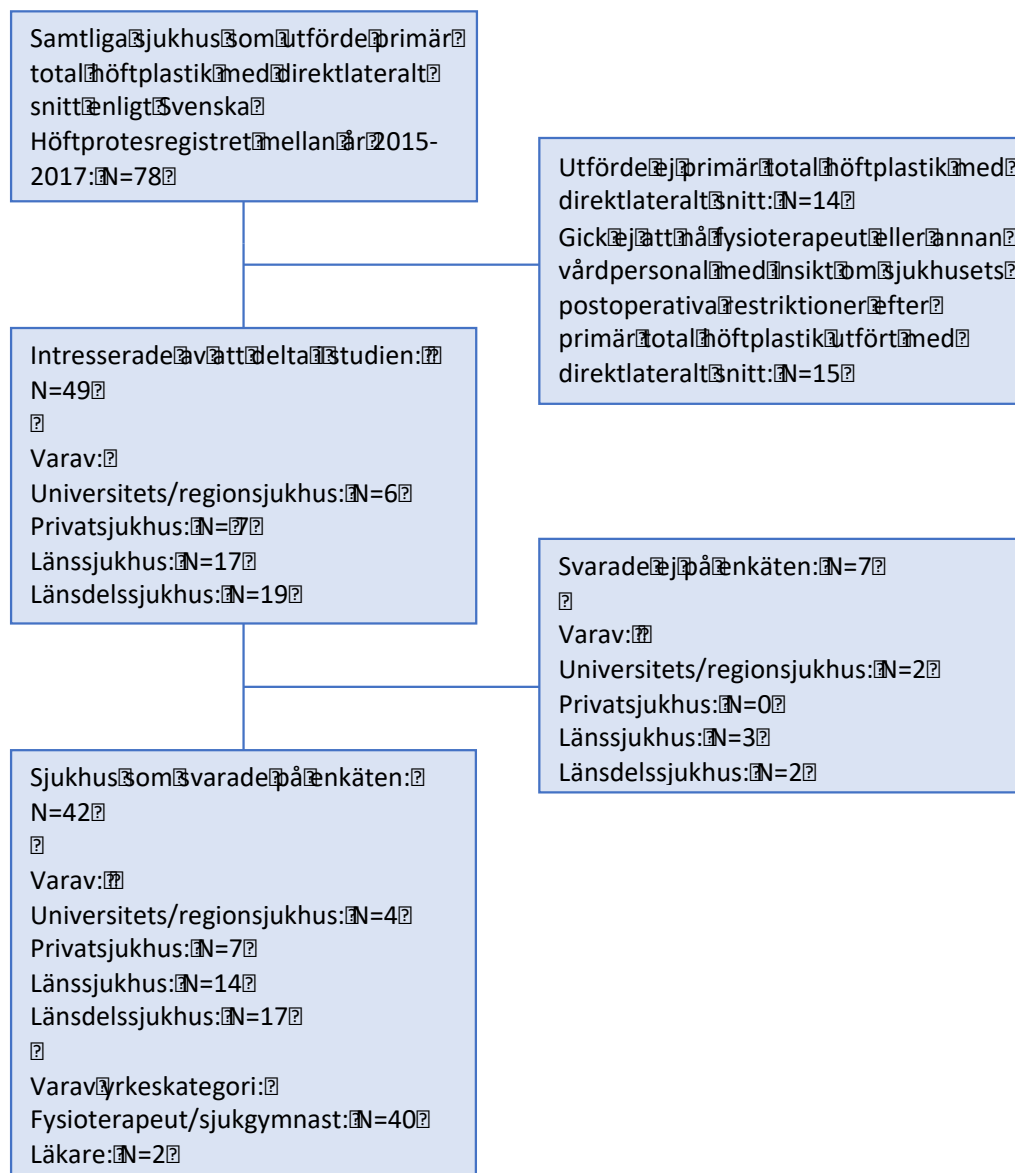 Samtliga sjukhus som utförde primär
total höftplastik med direktlateralt
snitt enligt Svenska
Höftprotesregistret mellan år 2015-
2017: N=78
Utförde ej primär total höftplastik med
direktlateralt snitt: N=14
Gick ej att nå fysioterapeut eller annan
vårdpersonal med insikt om sjukhusets
postoperativa restriktioner efter
primär total höftplastik utfört med
direktlateralt snitt: N=15
Intresserade av att delta i studien:
N=49
Varav:
Universitets/regionsjukhus: N=6
Privatsjukhus: N= 7
Länssjukhus: N=17
Länsdelssjukhus: N=19
Svarade ej på enkäten: N=7
Varav:
Universitets/regionsjukhus: N=2
Privatsjukhus: N=0
Länssjukhus: N=3
Länsdelssjukhus: N=2
Sjukhus som svarade på enkäten:
N=42
Varav:
Universitets/regionsjukhus: N=4
Privatsjukhus: N=7
Länssjukhus: N=14
Länsdelssjukhus: N=17
Varav yrkeskategori:
Fysioterapeut/sjukgymnast: N=40
Läkare: N=2